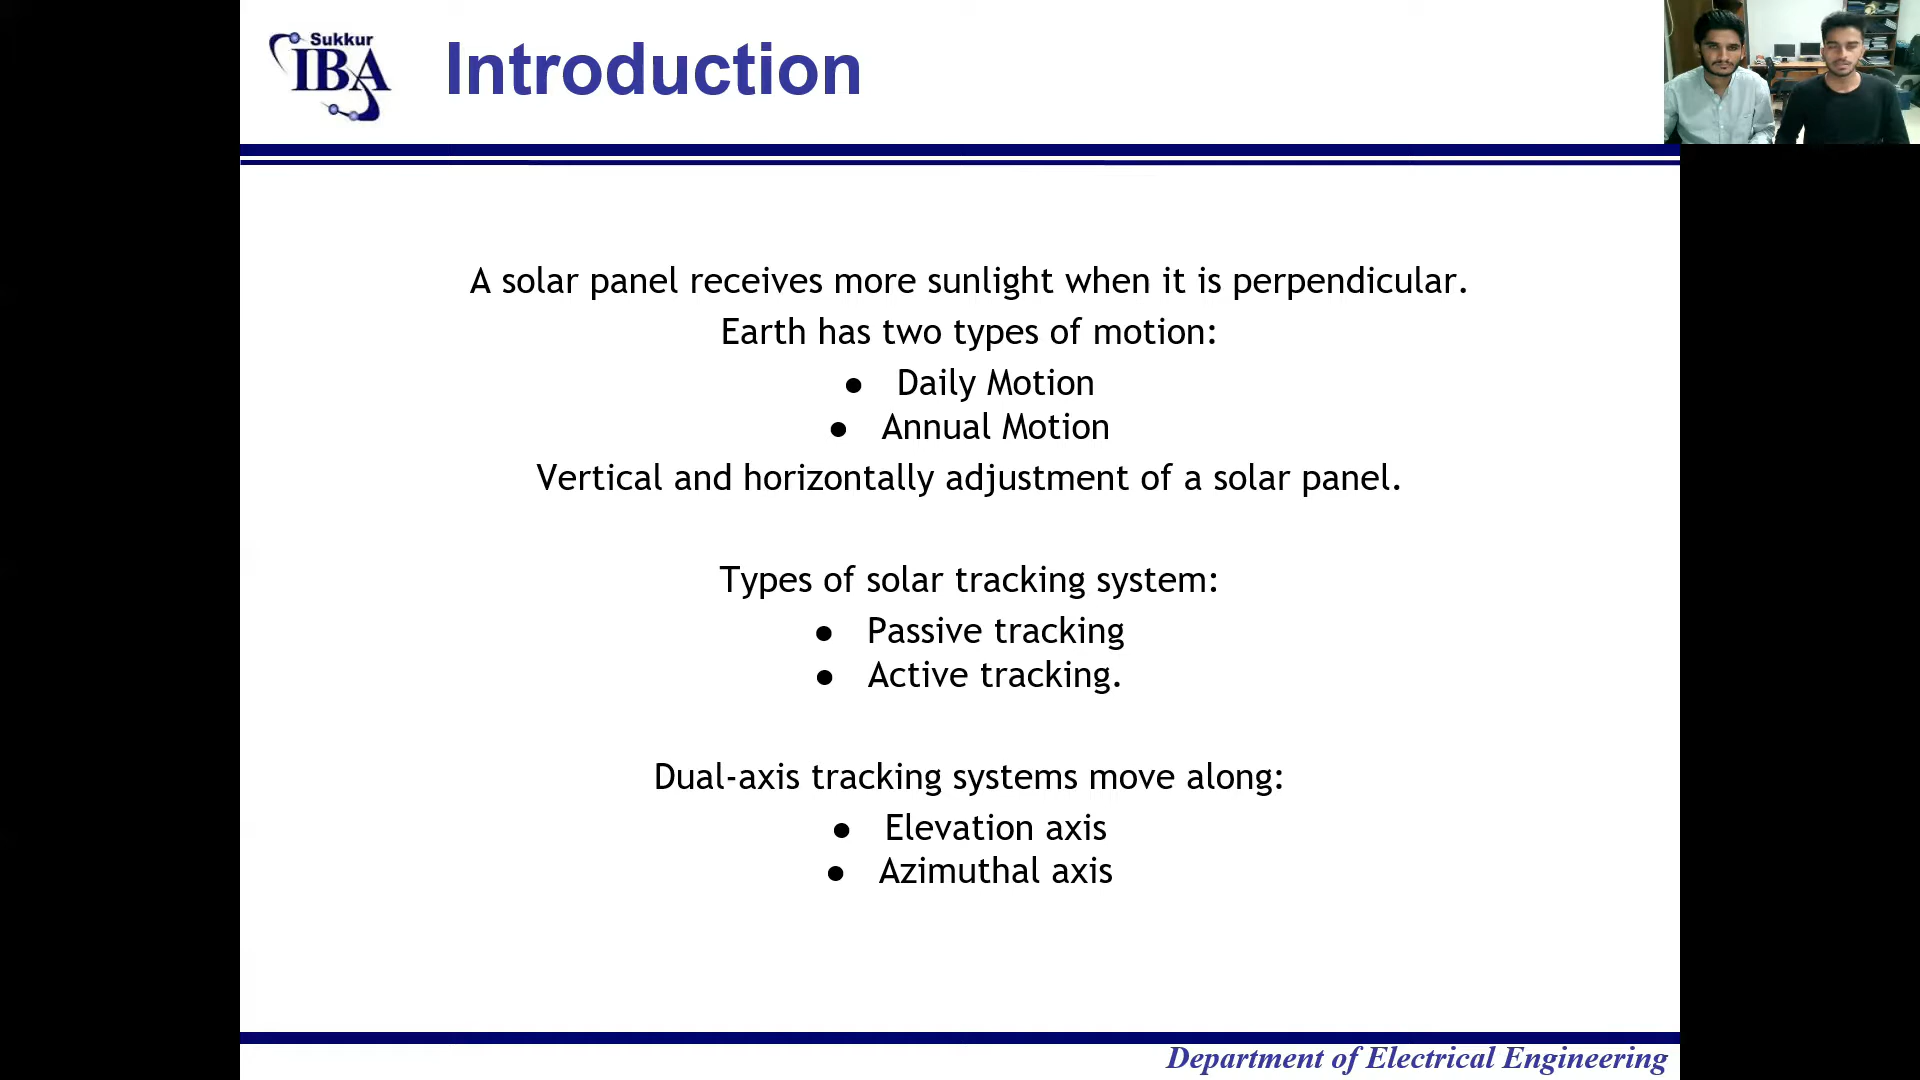 Sukkur
IBA
Introduction
A solar panel receives more sunlight when it is perpendicular.
Earth has two types of motion:
● Daily Motion
● Annual Motion
Vertical and horizontally adjustment of a solar panel.
Types of solar tracking system:
● Passive tracking
● Active tracking.
Dual-axis tracking systems move along:
● Elevation axis
● Azimuthal axis
Department of Electrical Engineering